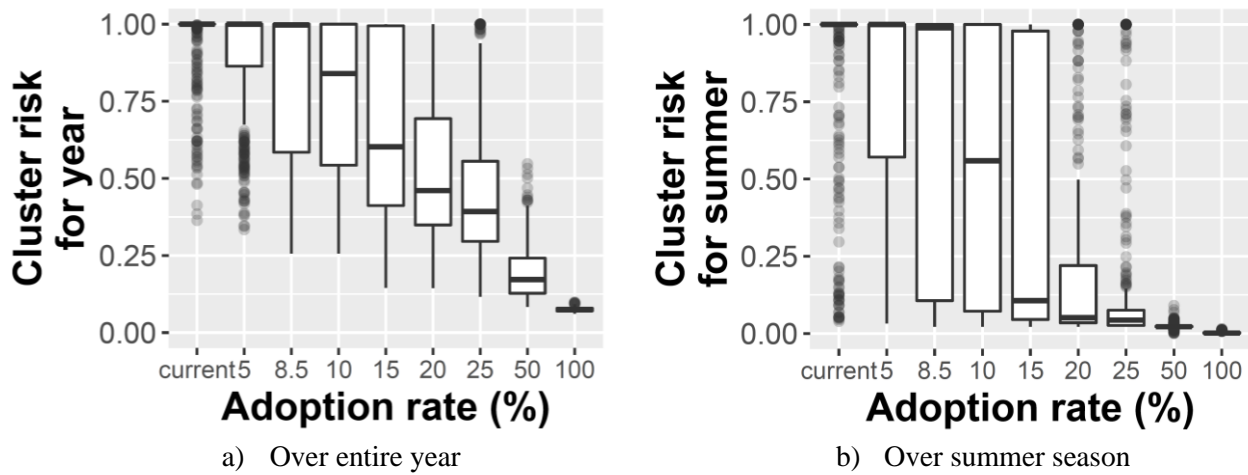 Cluster risk
for year
1.00
0.75
0.50
0.25
0.00
current 5 8.5 10 15 20 25 50 100
Adoption rate (%)
a) Over entire year
Cluster risk
for summer
1.00
0.75
0.50
0.25
0.00
current 5 8.5 10 15 20 25 50 100
Adoption rate (%)
b) Over summer season